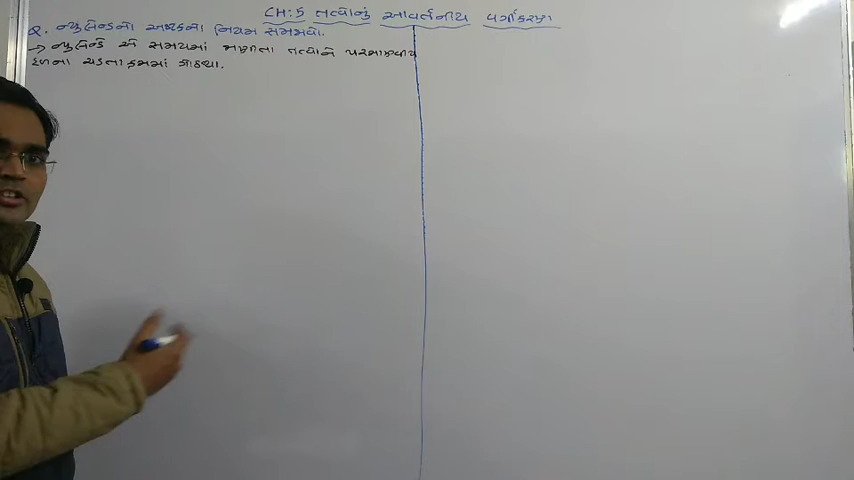 CH:5 તત્વોનું આવર્તનીય વર્ગીકરણ
Q. ન્યુલેન્ડનો અષ્ટકનો નિયમ સમજાવો.
→ ન્યુલેન્ડે એ સમયમાં જાણીતા તત્વોને પરમાણ્વીય
દળના ચડતા ક્રમમાં ગોઠવ્યા.